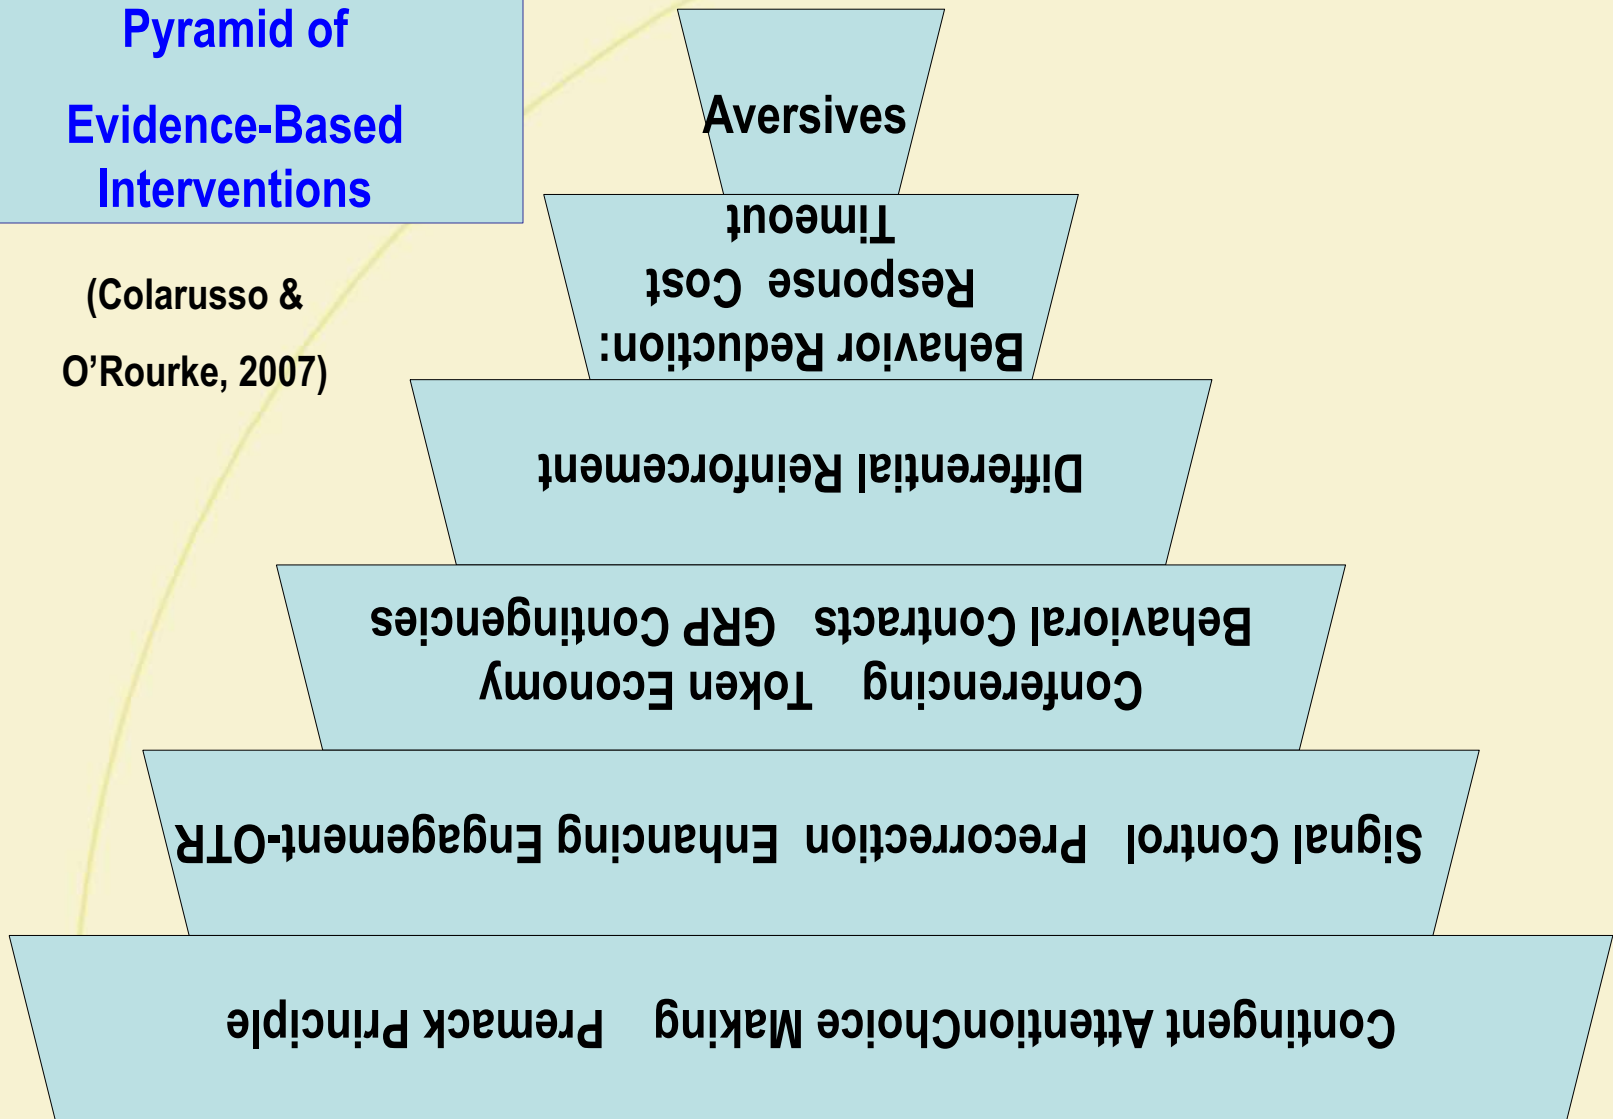 Pyramid of
Evidence-Based
Interventions
(Colarusso &
O'Rourke, 2007)
Aversives
Behavior Reduction:
Response Cost
Timeout
Differential Reinforcement
Conferencing Token Economy
Behavioral Contracts GRP Contingencies
Signal Control Precorrection Enhancing Engagement-OTR
Contingent AttentionChoice Making Premack Principle